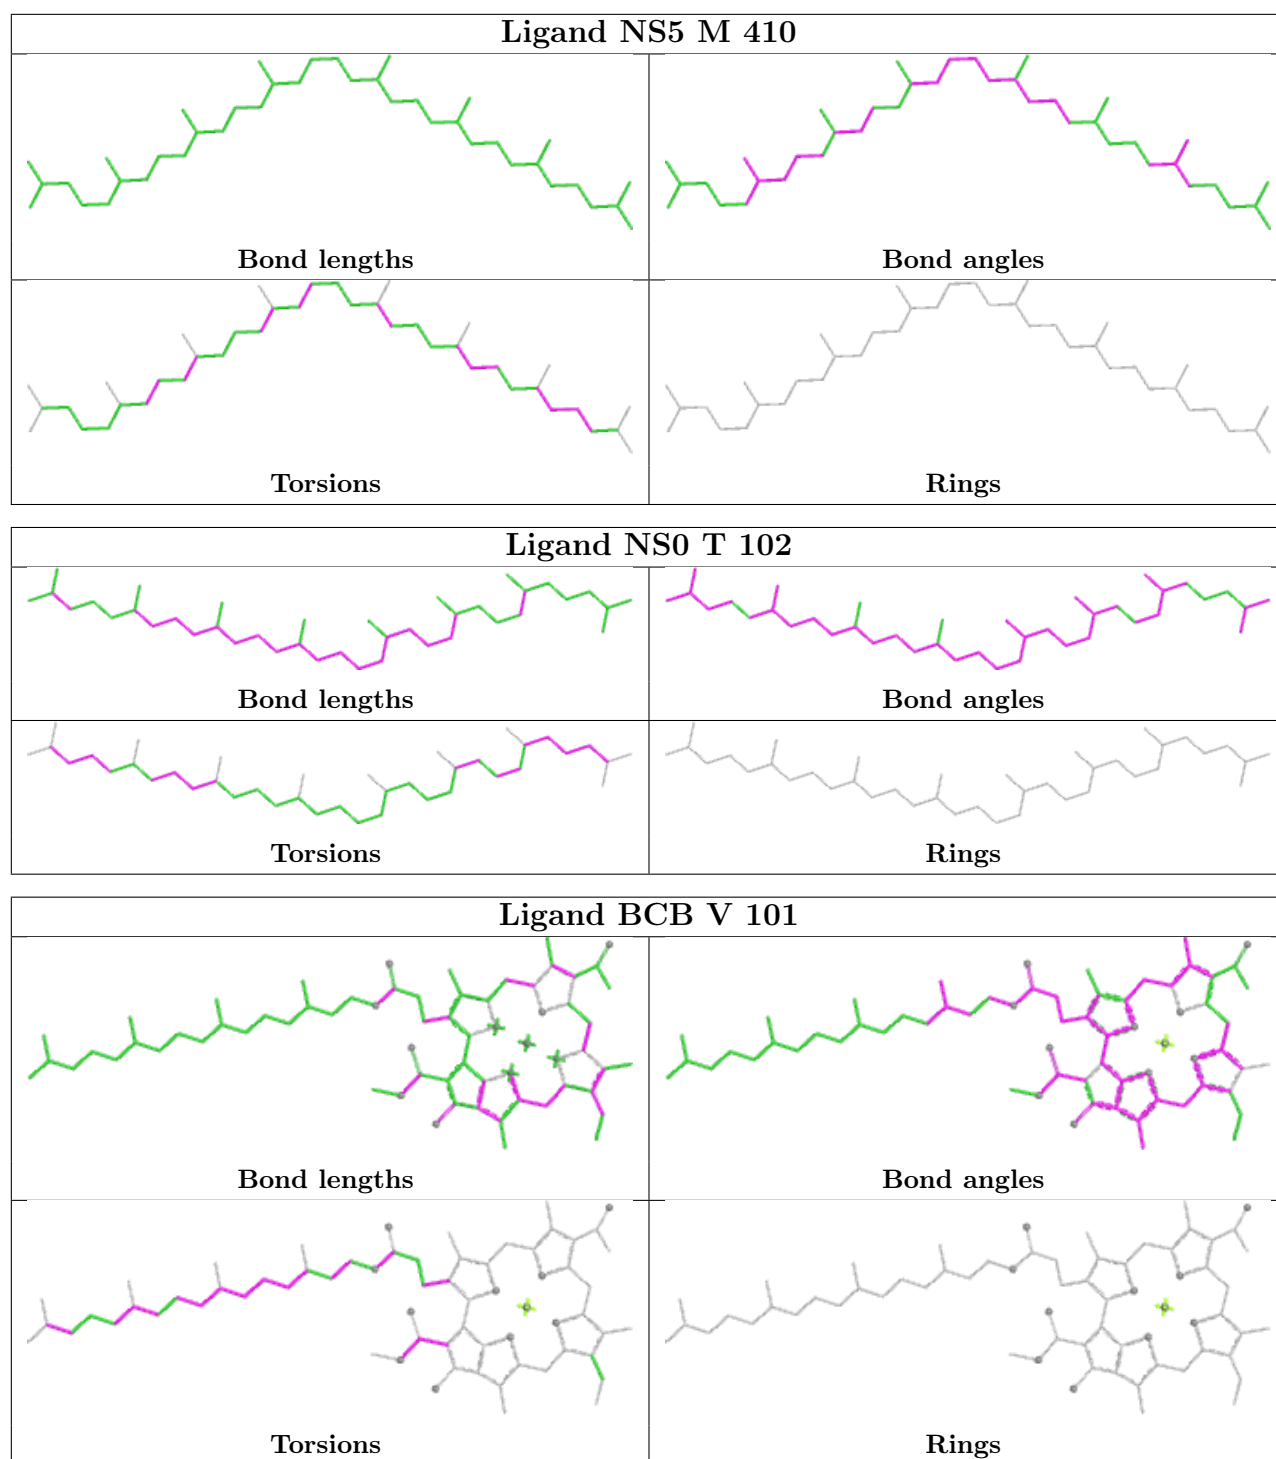 Ligand NS5 M 410
Bond lengths
Bond angles
Torsions
Rings
Ligand NS0 T 102
Bond lengths
Bond angles
Torsions
Rings
Ligand BCB V 101
Bond lengths
Bond angles
Torsions
Rings